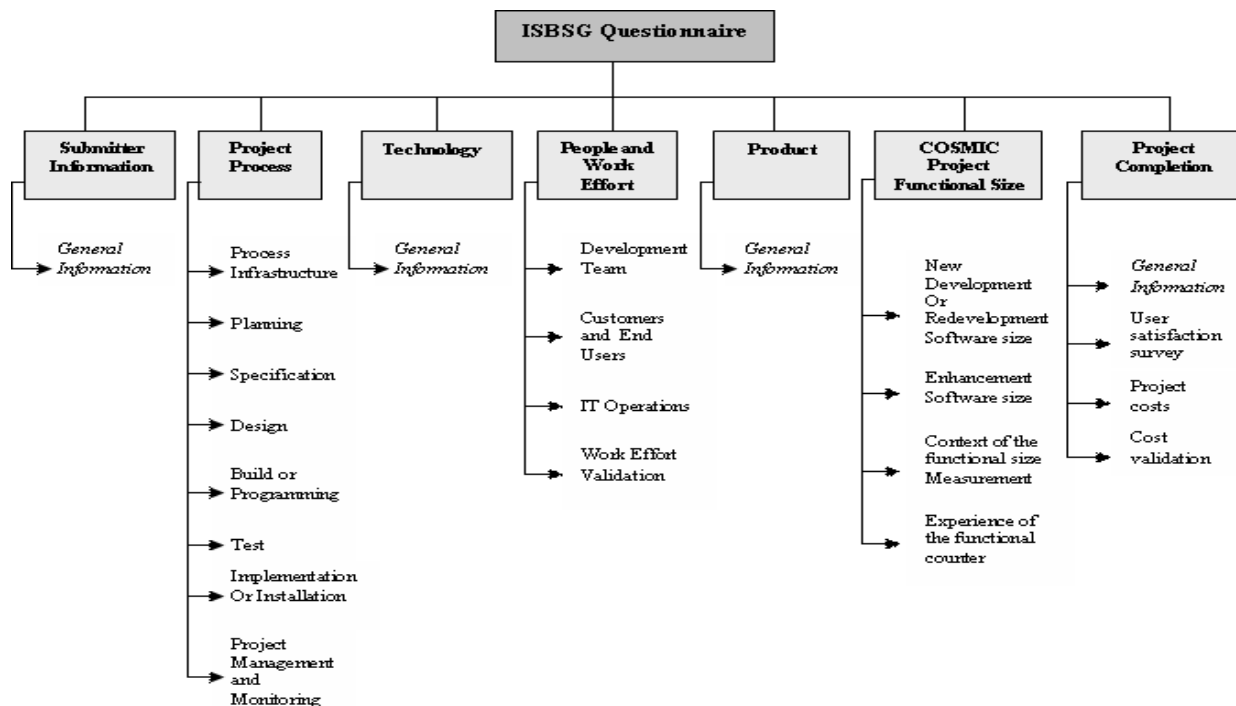 ISBSG Questionnaire
Submitter
Information
General
Information
Project
Process
Process
Infrastructure
Planning
Specification
Design
Build or
Programming
Test
Implementation
Or Installation
Project
Management
and
Monitoring
Technology
General
Information
People and
Work
Effort
Development
Team
Customers
and End
Users
IT Operations
Work Effort
Validation
Product
General
Information
COSMIC
Project
Functional Size
New
Development
Or
Redevelopment
Software size
Enhancement
Software size
Context of the
functional size
Measurement
Experience of
the functional
counter
Project
Completion
General
Information
User
satisfaction
survey
Project
costs
Cost
validation